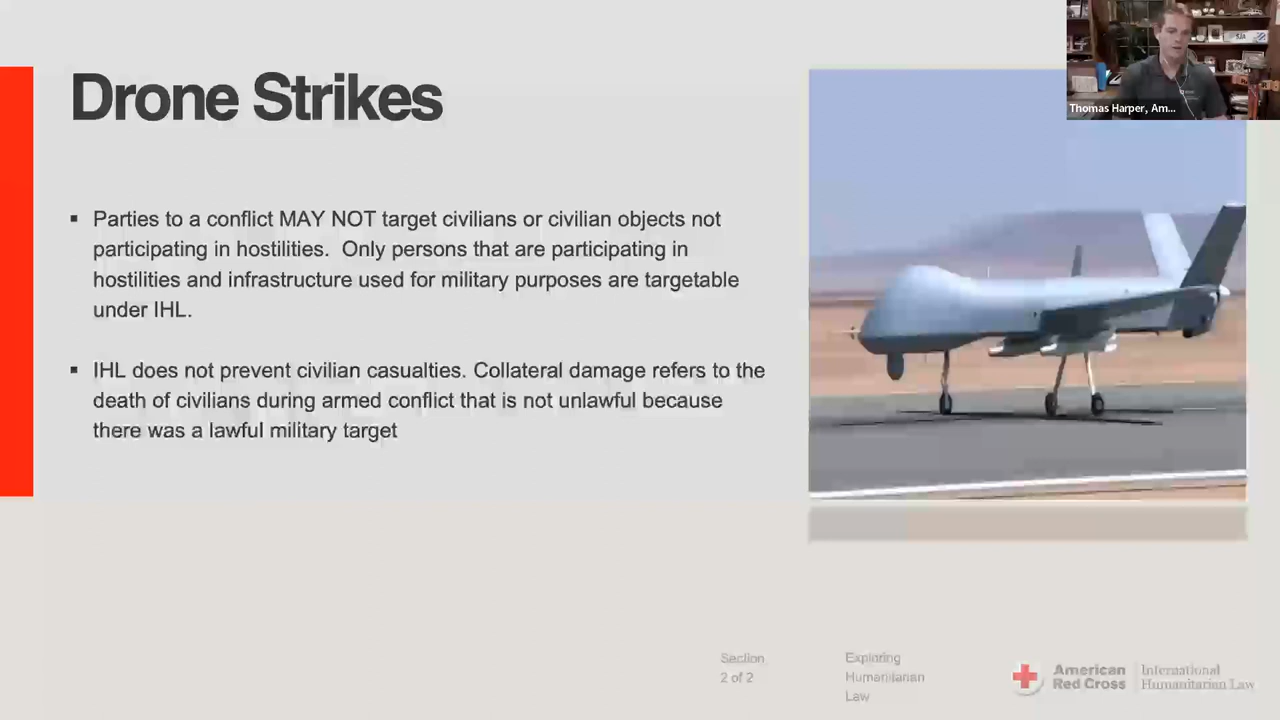 Drone Strikes
Thomas Harper, Am...
▪ Parties to a conflict MAY NOT target civilians or civilian objects not
participating in hostilities.  Only persons that are participating in
hostilities and infrastructure used for military purposes are targetable
under IHL.
▪ IHL does not prevent civilian casualties. Collateral damage refers to the
death of civilians during armed conflict that is not unlawful because
there was a lawful military target
Section
2 of 2
Exploring
Humanitarian
Law
American
Red Cross
International
Humanitarian Law